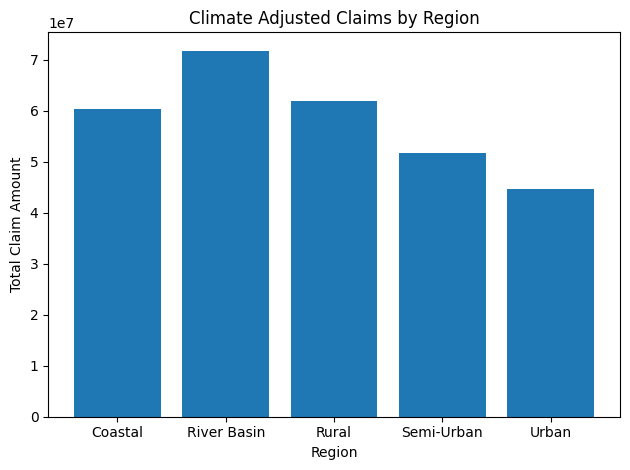 Climate Adjusted Claims by Region
1e7
7
6
5
4
3
2
1
0
Total Claim Amount
Coastal River Basin Rural Semi-Urban Urban
Region